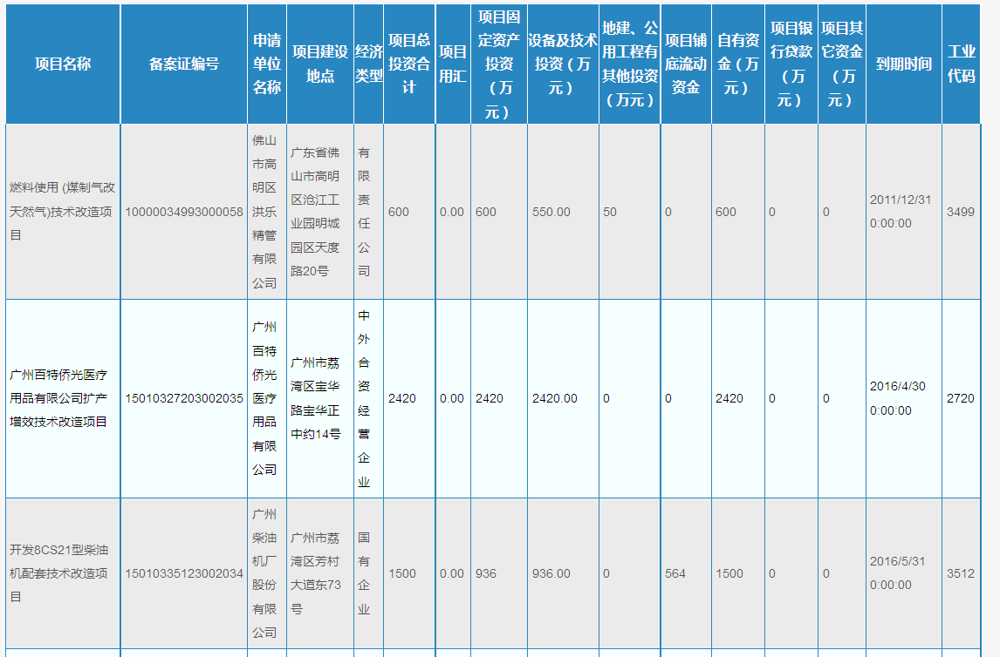 项目名称
备案证编号
申请
单位
名称
项目建设
地点
经济
类型
项目总
投资合
计
项目
用汇
项目固
定资产
投资
（万
元）
设备及技术
投资（万
元）
地建、公
用工程有
其他投资
（万元）
项目铺
底流动
资金
自有资
金（万
元）
项目银
行贷款
（万
元）
项目其
它资金
（万
元）
到期时间
工业
代码
燃料使用 (煤制气改
天然气)技术改造项
目
10000034993000058
佛山
市高
明区
洪乐
精管
有限
公司
广东省佛
山市高明
区沧江工
业园明城
园区天度
路20号
有
限
责
任
公
司
600
0.00
600
550.00
50
0
600
0
0
2011/12/31
0:00:00
3499
广州百特侨光医疗
用品有限公司扩产
增效技术改造项目
15010327203002035
广州
百特
侨光
医疗
用品
有限
公司
广州市荔
湾区宝华
路宝华正
中约14号
中
外
合
资
经
营
企
业
2420
0.00
2420
2420.00
0
0
2420
0
0
2016/4/30
0:00:00
2720
开发8CS21型柴油
机配套技术改造项
目
15010335123002034
广州
柴油
机厂
股份
有限
公司
广州市荔
湾区芳村
大道东73
号
国
有
企
业
1500
0.00
936
936.00
0
564
1500
0
0
2016/5/31
0:00:00
3512